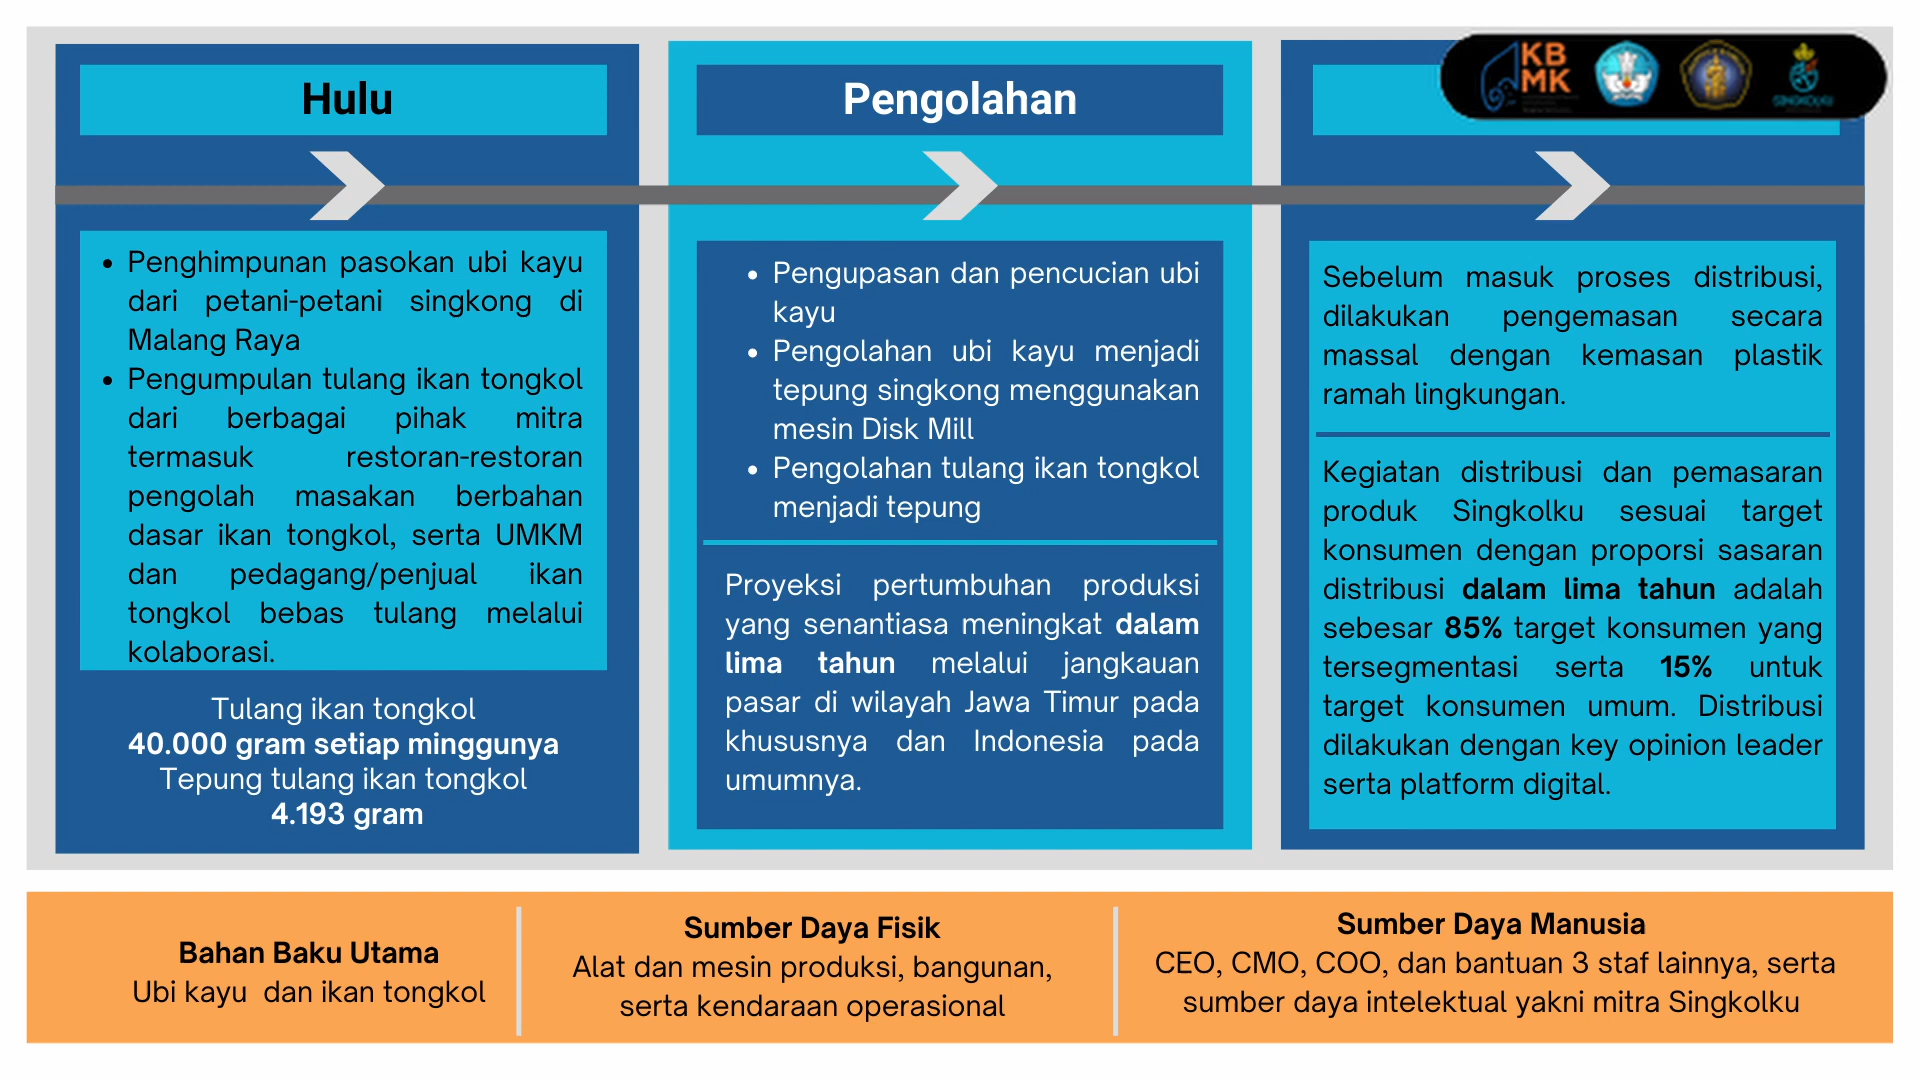 Hulu
Penghimpunan pasokan ubi kayu
dari petani-petani singkong di
Malang Raya
Pengumpulan tulang ikan tongkol
dari berbagai pihak mitra
termasuk restoran-restoran
pengolah masakan berbahan
dasar ikan tongkol, serta UMKM
dan pedagang/penjual ikan
tongkol bebas tulang melalui
kolaborasi.
Tulang ikan tongkol
40.000 gram setiap minggunya
Tepung tulang ikan tongkol
4.193 gram
Pengolahan
Pengupasan dan pencucian ubi
kayu
Pengolahan ubi kayu menjadi
tepung singkong menggunakan
mesin Disk Mill
Pengolahan tulang ikan tongkol
menjadi tepung
Proyeksi pertumbuhan produksi
yang senantiasa meningkat dalam
lima tahun melalui jangkauan
pasar di wilayah Jawa Timur pada
khususnya dan Indonesia pada
umumnya.
KB
MK
SINGKOLKU
Sebelum masuk proses distribusi,
dilakukan pengemasan secara
massal dengan kemasan plastik
ramah lingkungan.
Kegiatan distribusi dan pemasaran
produk Singkolku sesuai target
konsumen dengan proporsi sasaran
distribusi dalam lima tahun adalah
sebesar 85% target konsumen yang
tersegmentasi serta 15% untuk
target konsumen umum. Distribusi
dilakukan dengan key opinion leader
serta platform digital.
Bahan Baku Utama
Ubi kayu  dan ikan tongkol
Sumber Daya Fisik
Alat dan mesin produksi, bangunan,
serta kendaraan operasional
Sumber Daya Manusia
CEO, CMO, COO, dan bantuan 3 staf lainnya, serta
sumber daya intelektual yakni mitra Singkolku